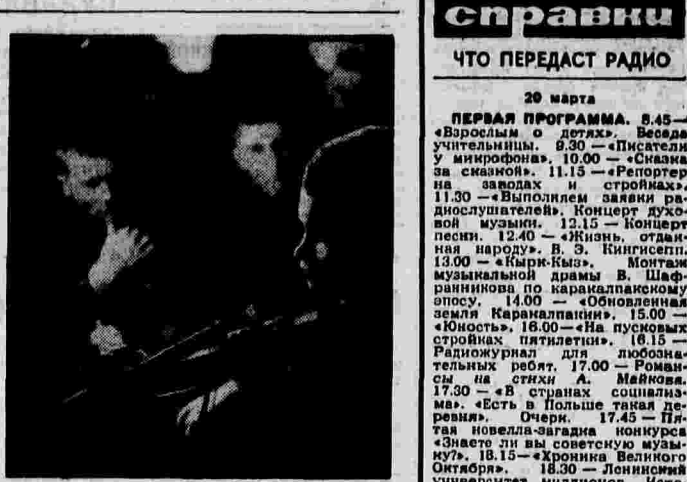 справки
ЧТО ПЕРЕДАСТ РАДИО
20 марта
ПЕРВАЯ ПРОГРАММА. 8.45—
«Взрослым о детях». Беседа
учительницы. 9.30 —«Писатели
у микрофона». 10.00 — «Сказка
за сказкой». 11.15 —«Репортер
на заводах и стройках».
11.30 —«Выполняем заявки ра-
диослушателей». Концерт духо-
вой музыки. 12.15 — Концерт
песни. 12.40 — «Жизнь, отдан-
ная народу». В. Э. Кингисепп.
13.00 — «Кырк-Кыз». Монтаж
музыкальной драмы В. Шаф-
ранникова по каракалпакскому
эпосу. 14.00 — «Обновленная
земля Каракалпакии». 15.00 —
«Юность». 16.00—«На пусковых
стройках пятилетки». 16.15 —
Радиожурнал для любозна-
тельных ребят. 17.00 — Роман-
сы на стихи А. Майкова.
17.30 — «В странах социализ-
ма». «Есть в Польше такая де-
ревня». Очерк. 17.45 — Пя-
тая новелла-загадка конкурса
«Знаете ли вы советскую музы-
ку?». 18.15—«Хроника Великого
Октября». 18.30 — Ленинский
университет миллионов.